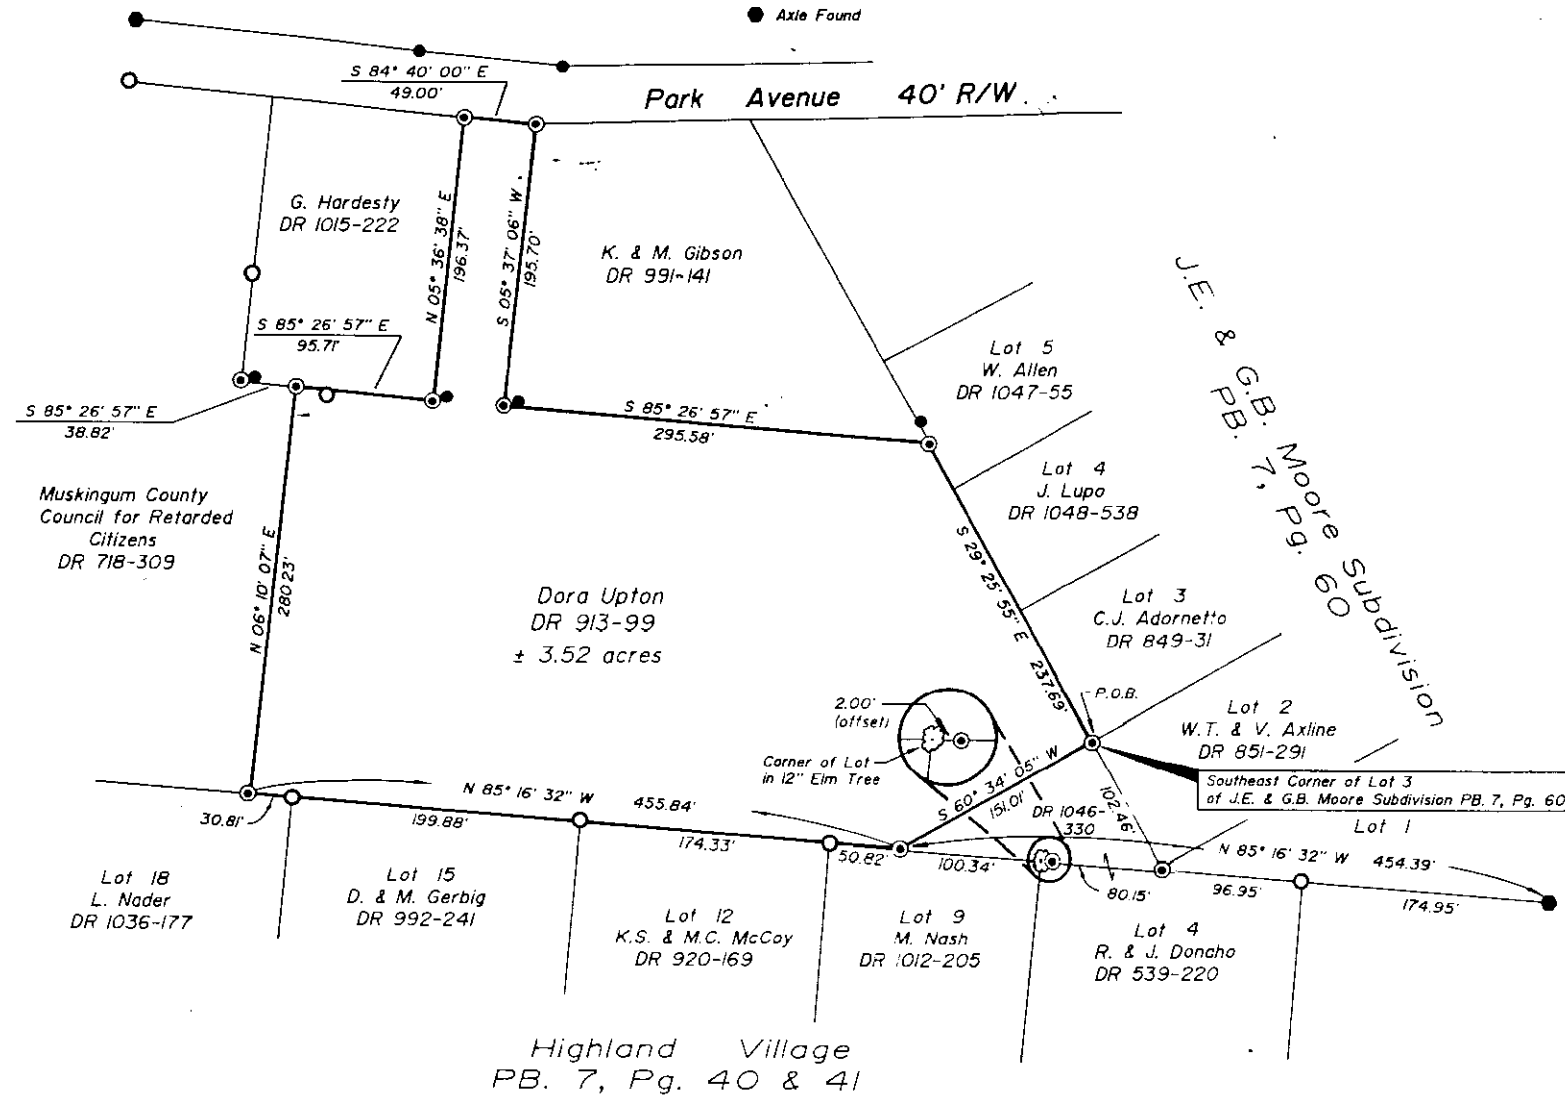 Axle Found
S 84° 40' 00" E
49.00'
Park Avenue 40' R/W
G. Hardesty
DR 1015-222
N 05° 36' 38" E
196.37'
S 05° 37' 06" W
195.70'
K. & M. Gibson
DR 991-141
S 85° 26' 57" E
95.71'
S 85° 26' 57" E
38.82'
S 85° 26' 57" E
295.58'
Lot 5
W. Allen
DR 1047-55
J.E. & G.B. Moore Subdivision
PB. 7, Pg. 60
Lot 4
J. Lupo
DR 1048-538
Muskingum County
Council for Retarded
Citizens
DR 718-309
N 06° 10' 07" E
280.23'
S 29° 25' 55" E
237.69'
Dora Upton
DR 913-99
± 3.52 acres
Lot 3
C.J. Adornetto
DR 849-31
P.O.B.
2.00'
(offset)
Corner of Lot
in 12" Elm Tree
Lot 2
W.T. & V. Axline
DR 851-291
Southeast Corner of Lot 3
of J.E. & G.B. Moore Subdivision PB. 7, Pg. 60
S 60° 34' 05" W
151.01'
102.46'
DR 1046-
330
Lot 1
N 85° 16' 32" W 455.84'
30.81'
199.88'
174.33'
50.82'
100.34'
80.15'
N 85° 16' 32" W 454.39'
96.95'
174.95'
Lot 18
L. Nader
DR 1036-177
Lot 15
D. & M. Gerbig
DR 992-241
Lot 12
K.S. & M.C. McCoy
DR 920-169
Lot 9
M. Nash
DR 1012-205
Lot 4
R. & J. Doncho
DR 539-220
Highland Village
PB. 7, Pg. 40 & 41